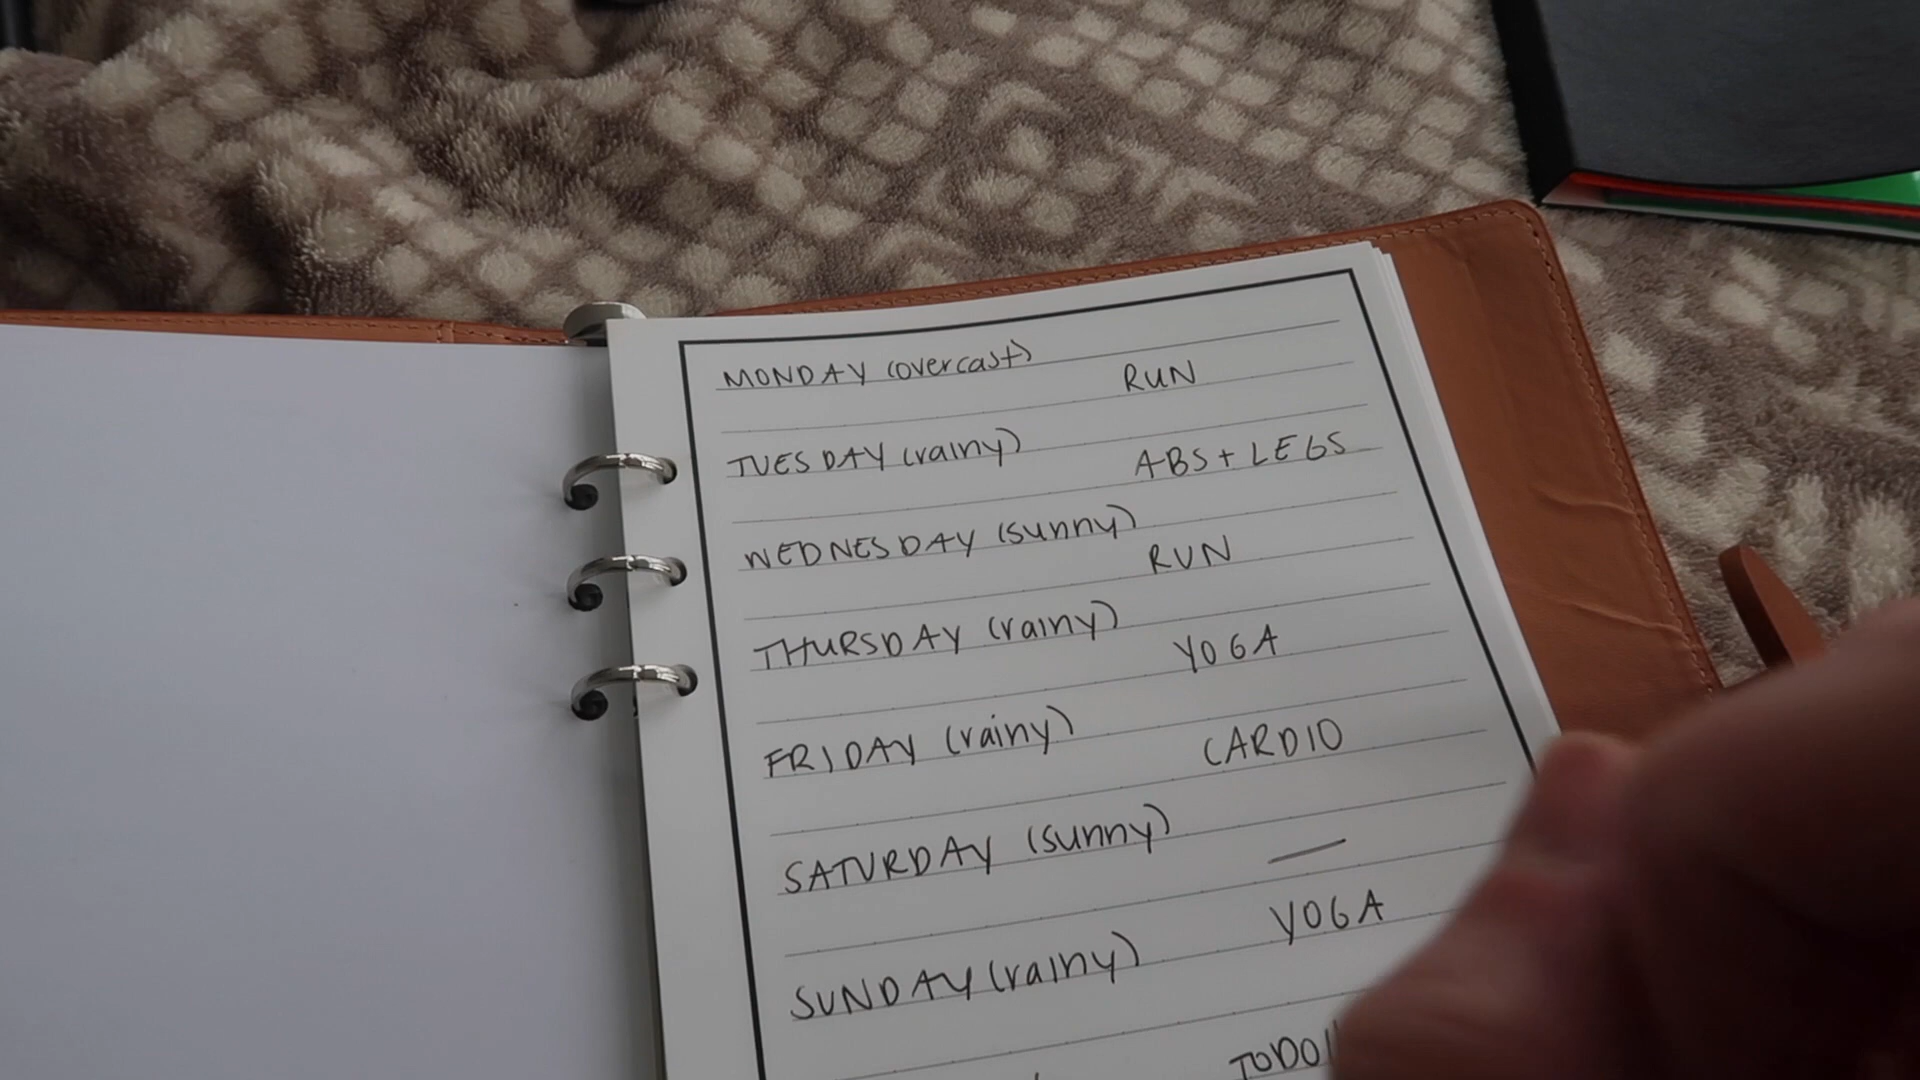 MONDAY (overcast)
RUN
TUESDAY (rainy)
ABS + LEGS
WEDNESDAY (sunny)
RUN
THURSDAY (rainy)
YOGA
FRIDAY (rainy)
CARDIO
SATURDAY (sunny)
—
YOGA
SUNDAY (rainy)
TODO